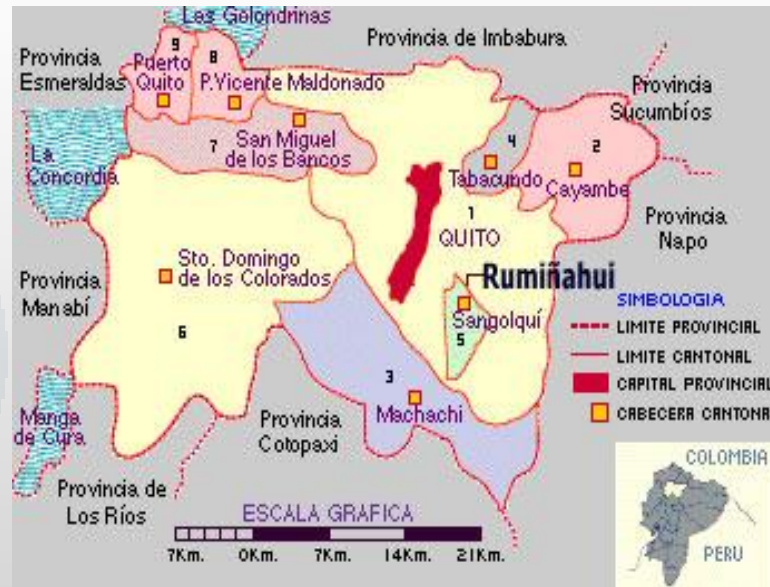 Las Golondrinas
Provincia de Imbabura
Provincia
Esmeraldas
9
Puerto
Quito
8
P.Vicente Maldonado
Provincia
Sucumbíos
La
Concordia
7
San Miguel
de los Bancos
4
Tabacundo
2
Cayambe
1
QUITO
Provincia
Napo
Sto. Domingo
de los Colorados
Rumiñahui
Provincia
Manabí
6
Sangolquí
5
SIMBOLOGIA
LIMITE PROVINCIAL
LIMITE CANTONAL
CAPITAL PROVINCIAL
CABECERA CANTONA
3
Machachi
Manga
de Cura
Provincia
Cotopaxi
Provincia de
Los Ríos
ESCALA GRAFICA
7Km. 0Km. 7Km. 14Km. 21Km.
COLOMBIA
PERU